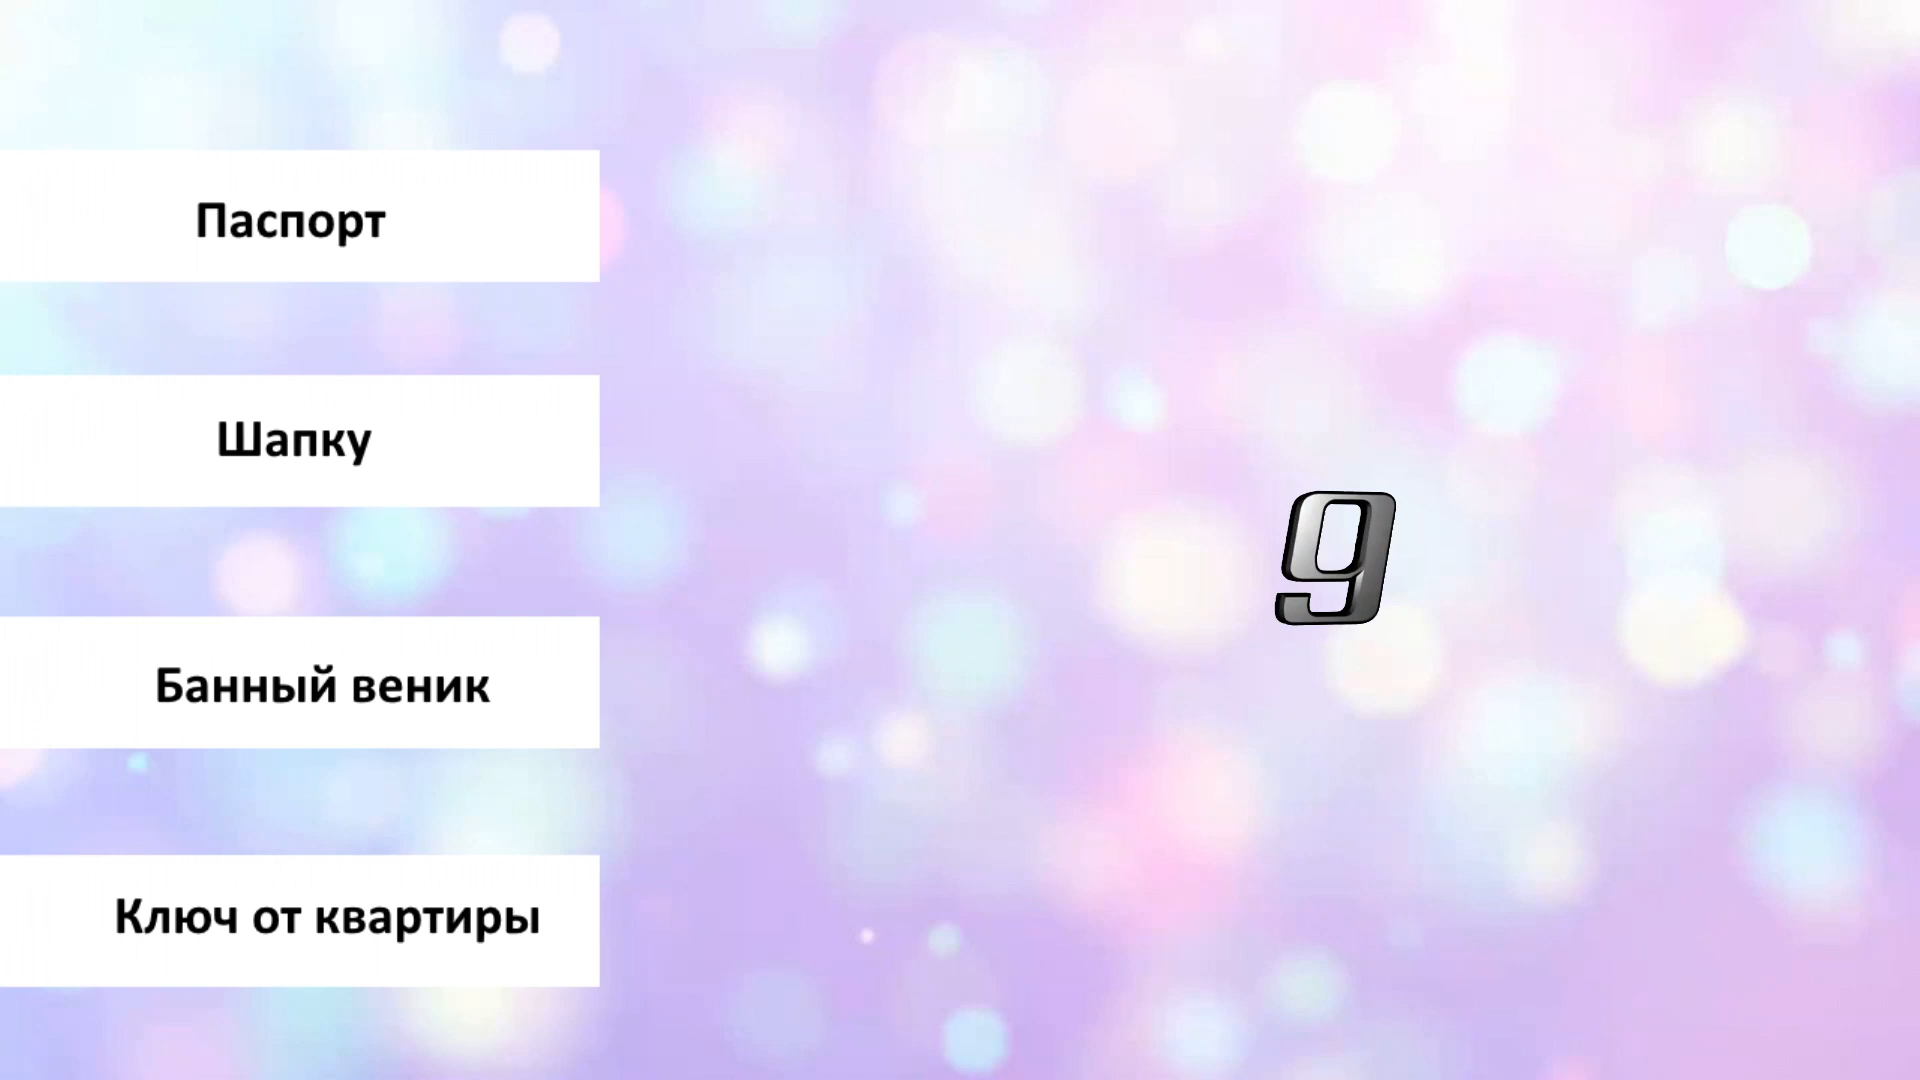 Паспорт
Шапку
9
Банный веник
Ключ от квартиры